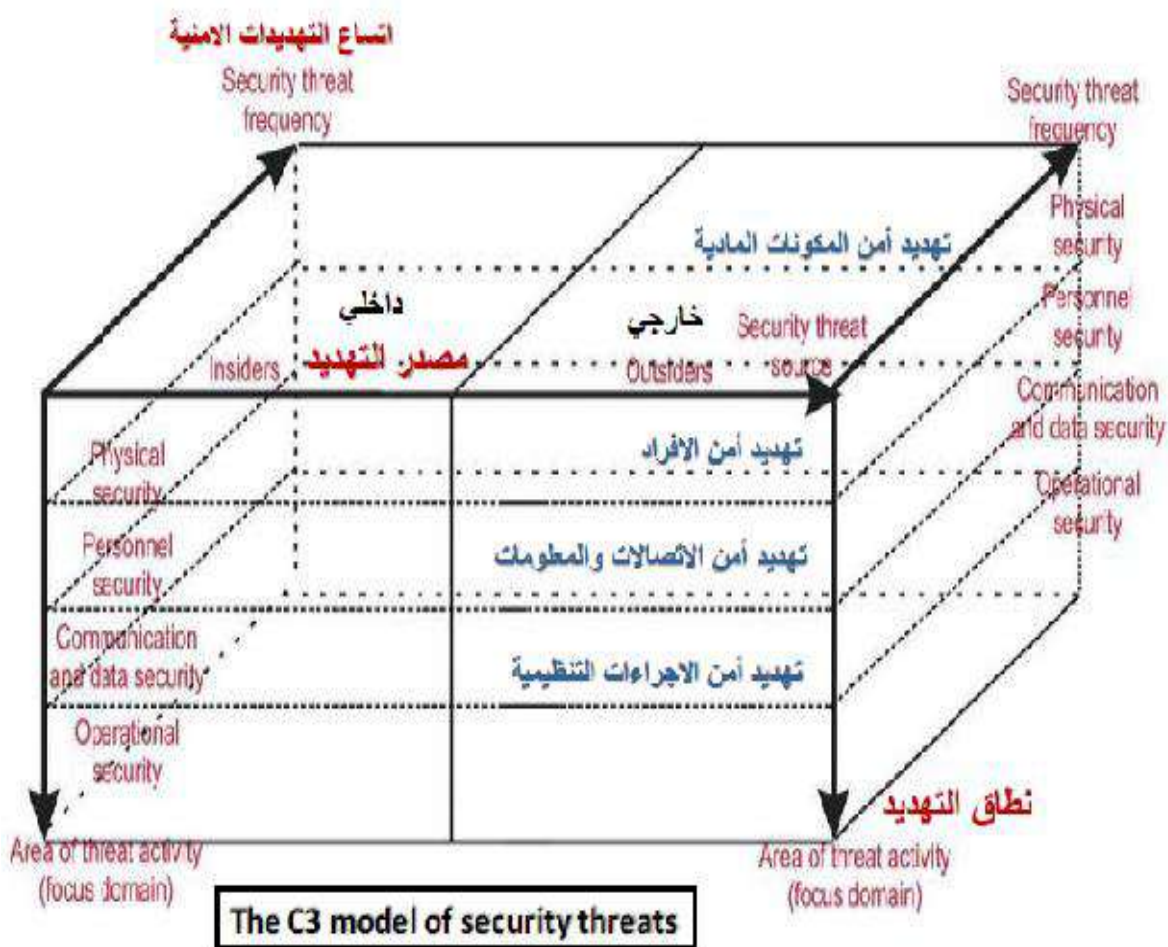 اتساع التهديدات الامنية
Security threat
frequency
Security threat
frequency
Physical
security
تهديد أمن المكونات المادية
Personnel
security
داخلي
خارجي
Security threat
source
Insiders
مصدر التهديد
Outsiders
Communication
and data security
Physical
security
تهديد أمن الافراد
Operational
security
Personnel
security
تهديد أمن الاتصالات والمعلومات
Communication
and data security
تهديد أمن الاجراءات التنظيمية
Operational
security
نطاق التهديد
Area of threat activity
(focus domain)
Area of threat activity
(focus domain)
The C3 model of security threats